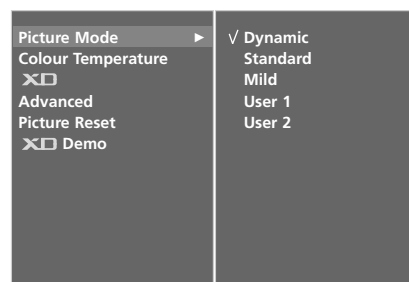 Picture Mode ►
Colour Temperature
XD
Advanced
Picture Reset
XD Demo
√ Dynamic
Standard
Mild
User 1
User 2